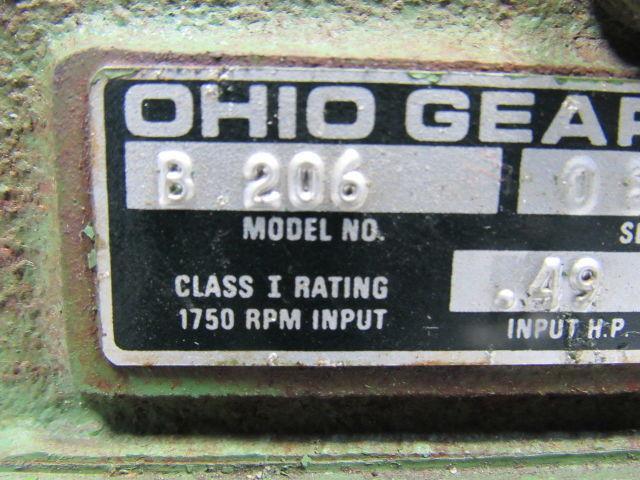 OHIO GEAR
B 206
MODEL NO.
CLASS I RATING
1750 RPM INPUT
.49
INPUT H.P.